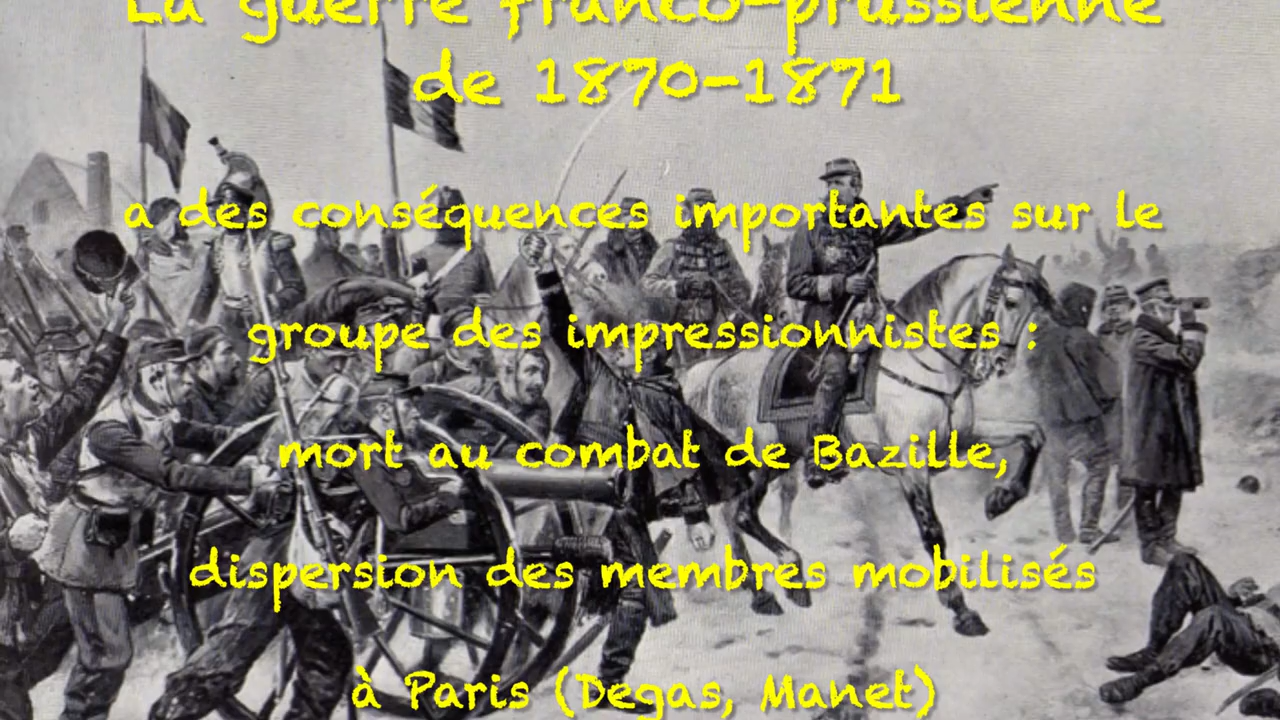 La guerre franco-prussienne
de 1870-1871
a des conséquences importantes sur le
groupe des impressionnistes :
mort au combat de Bazille,
dispersion des membres mobilisés
à Paris (Degas, Manet)